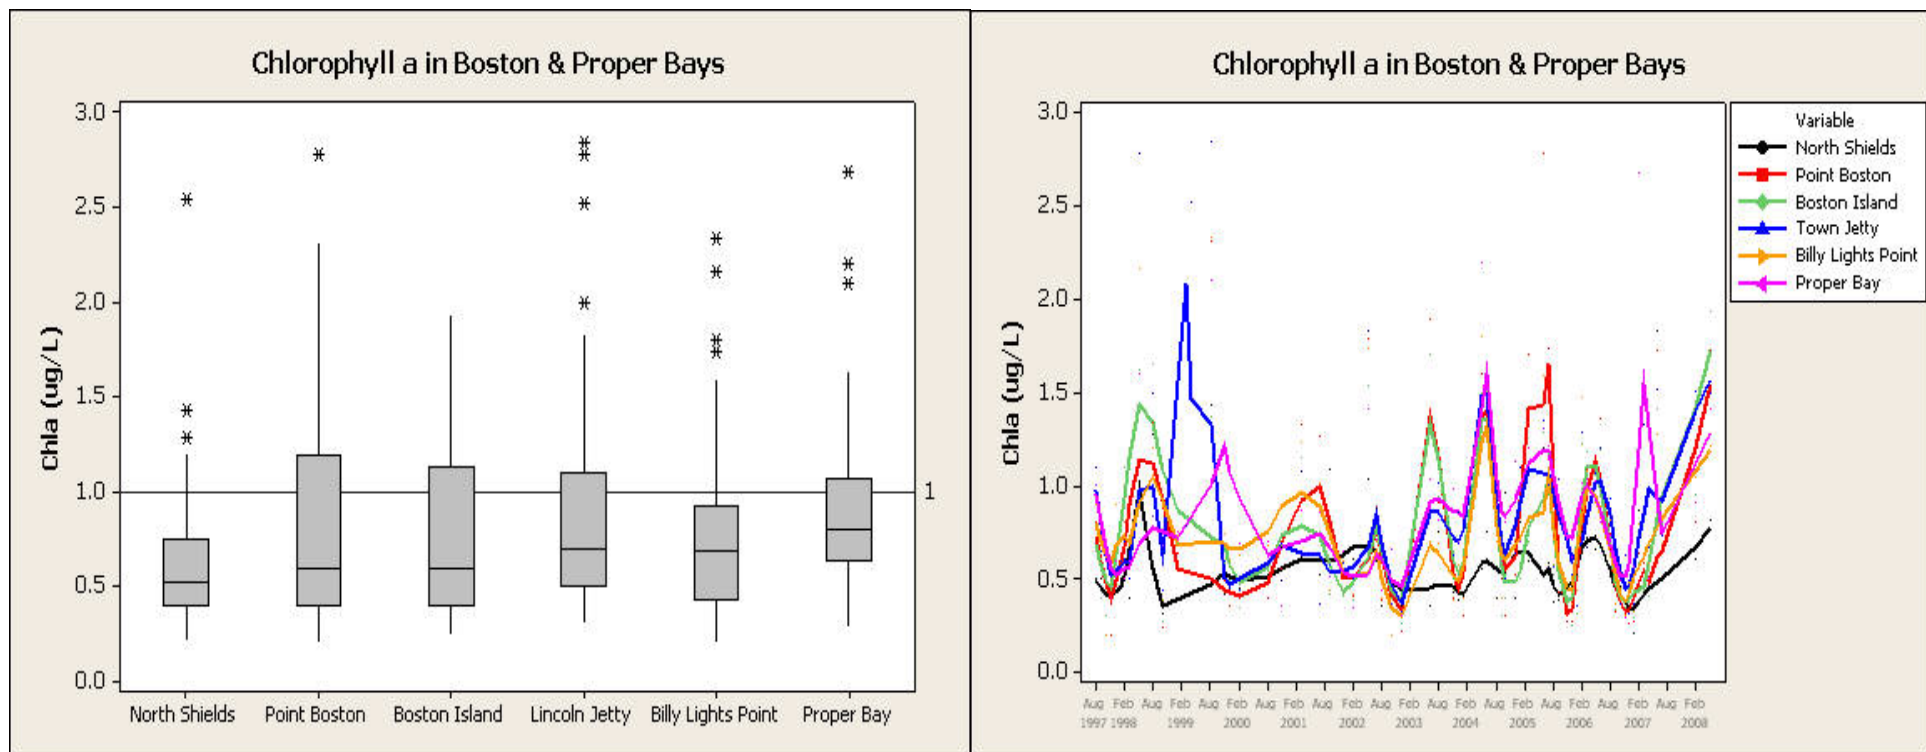 Chlorophyll a in Boston & Proper Bays
3.0
2.5
2.0
1.5
1.0
0.5
0.0
Chla (ug/L)
1
North Shields Point Boston Boston Island Lincoln Jetty Billy Lights Point Proper Bay
Chlorophyll a in Boston & Proper Bays
3.0
2.5
2.0
1.5
1.0
0.5
0.0
Chla (ug/L)
Variable
North Shields
Point Boston
Boston Island
Town Jetty
Billy Lights Point
Proper Bay
Aug Feb Aug Feb Aug Feb Aug Feb Aug Feb Aug Feb Aug Feb Aug Feb Aug Feb Aug Feb Aug Feb
1997 1998 1999 2000 2001 2002 2003 2004 2005 2006 2007 2008